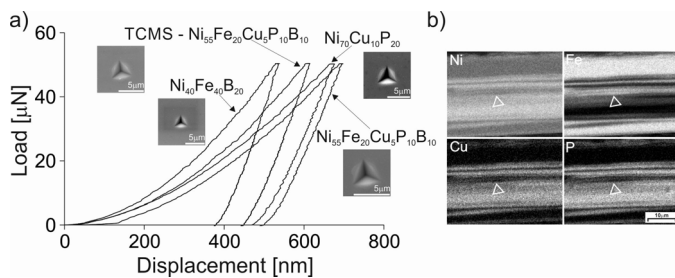 a)
b)
TCMS - Ni₅₅Fe₂₀Cu₅P₁₀B₁₀
Ni₇₀Cu₁₀P₂₀
60
5μm
Ni₄₀Fe₄₀B₂₀
5μm
5μm
40
Load [μN]
Ni₅₅Fe₂₀Cu₅P₁₀B₁₀
20
5μm
0
0 200 400 600 800
Displacement [nm]
Ni Fe
Cu P
10μm